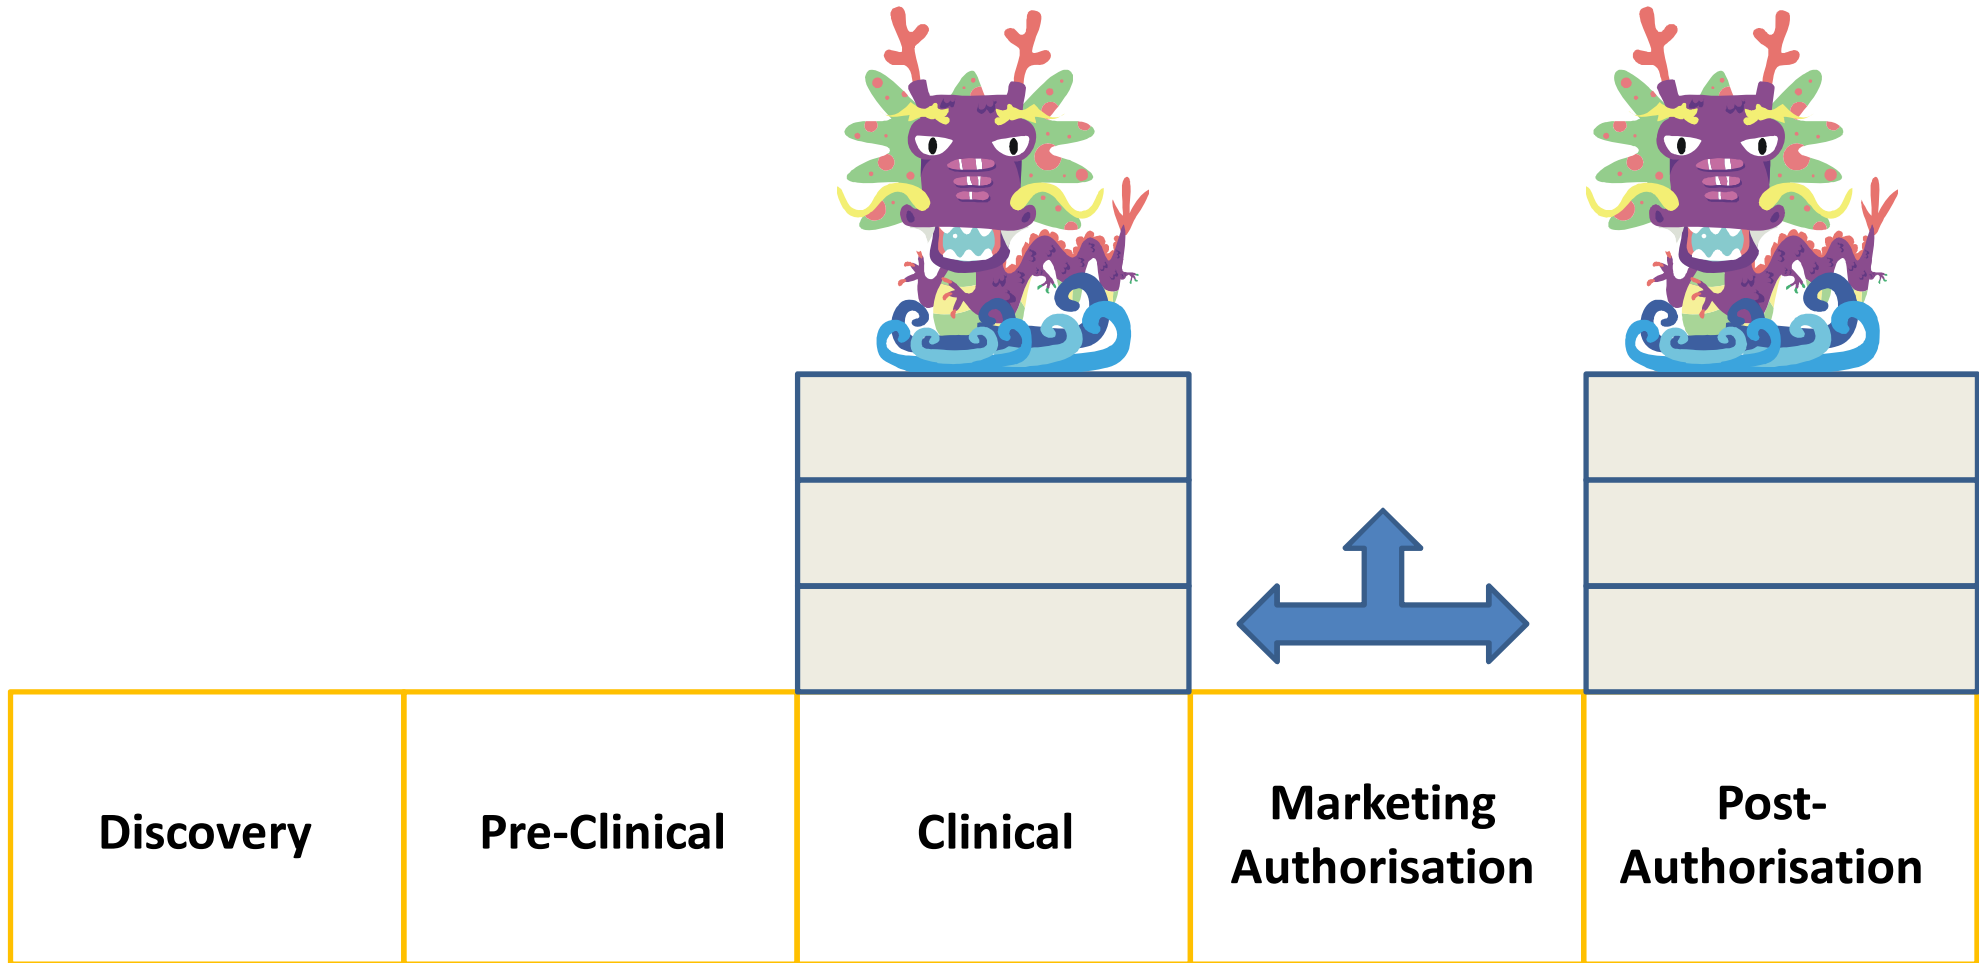 Discovery
Pre-Clinical
Clinical
Marketing
Authorisation
Post-
Authorisation